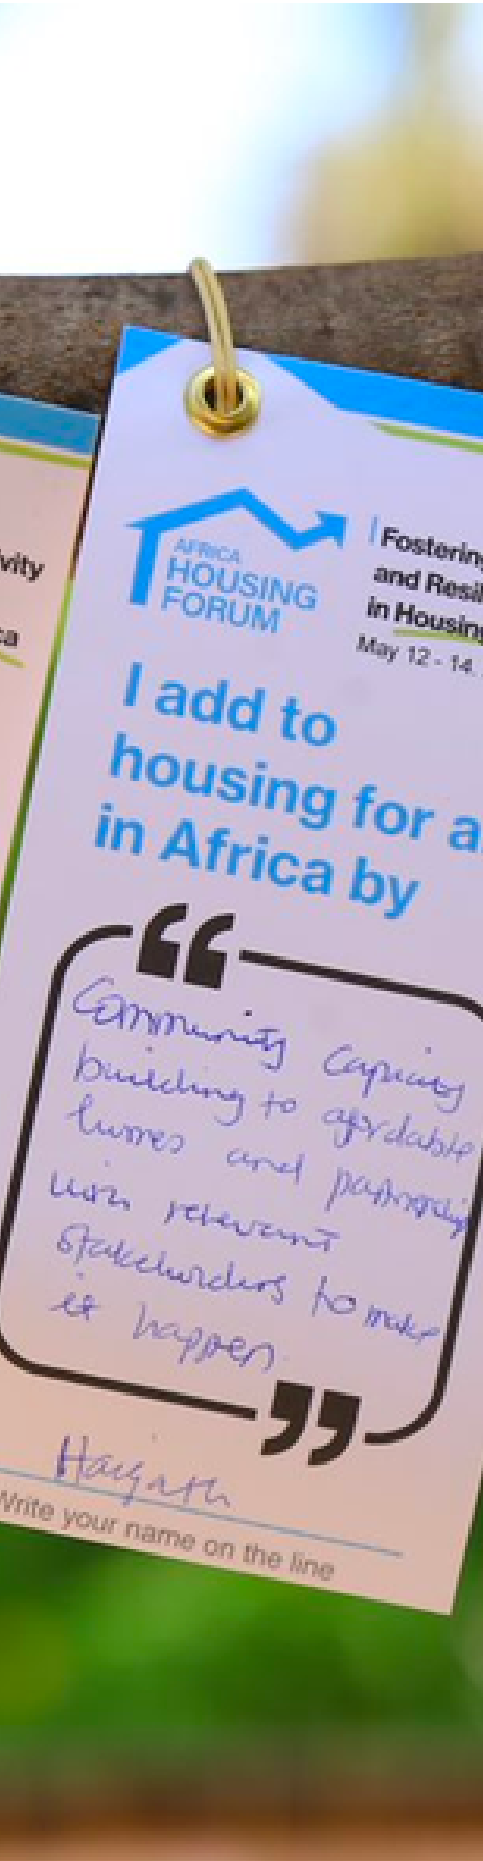 vity
ca
AFRICA
HOUSING
FORUM
Fostering
and Resil
in Housing
May 12 - 14.
I add to
housing for a
in Africa by
Community Capacity
building to afordable
homes and partnership
with relevant
stakeholders to make
it happen.
Write your name on the line